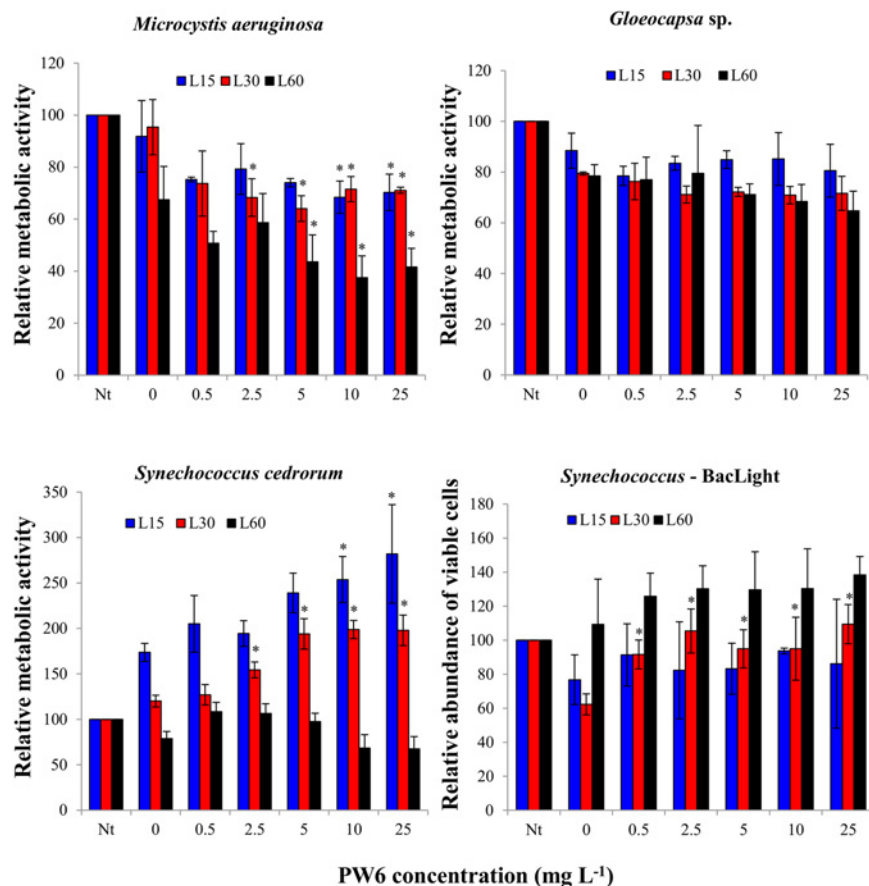 Microcystis aeruginosa
Relative metabolic activity
120
100
80
60
40
20
0
L15 L30 L60
* * * * * * * * *
Nt 0 0.5 2.5 5 10 25
Gloeocapsa sp.
Relative metabolic activity
120
100
80
60
40
20
0
L15 L30 L60
Nt 0 0.5 2.5 5 10 25
Synechococcus cedrorum
Relative metabolic activity
350
300
250
200
150
100
50
0
L15 L30 L60
* * * * * *
Nt 0 0.5 2.5 5 10 25
Synechococcus - BacLight
Relative abundance of viable cells
180
160
140
120
100
80
60
40
20
0
L15 L30 L60
* * * * *
Nt 0 0.5 2.5 5 10 25
PW6 concentration (mg L-1)